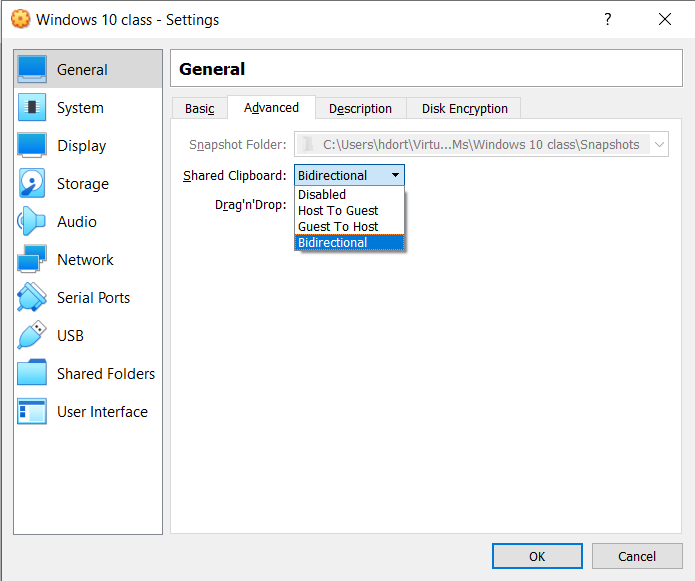 Windows 10 class - Settings
?
General
System
Display
Storage
Audio
Network
Serial Ports
USB
Shared Folders
User Interface
General
Basic Advanced Description Disk Encryption
Snapshot Folder: C:\Users\hdort\Virtu...Ms\Windows 10 class\Snapshots
Shared Clipboard: Bidirectional
Disabled
Host To Guest
Guest To Host
Bidirectional
Drag'n'Drop:
OK Cancel